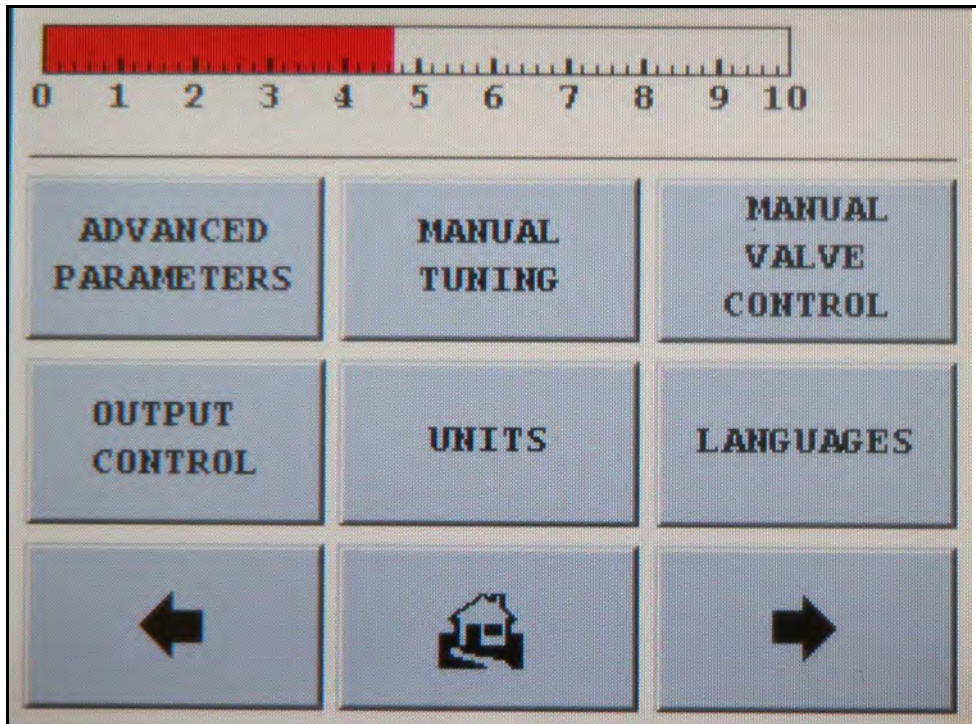 0 1 2 3 4 5 6 7 8 9 10
ADVANCED
PARAMETERS
MANUAL
TUNING
MANUAL
VALVE
CONTROL
OUTPUT
CONTROL
UNITS
LANGUAGES